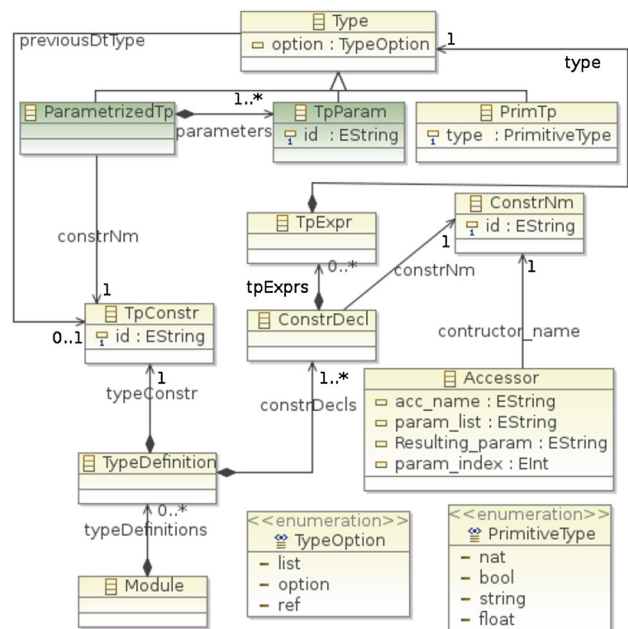 Type
previousDtType
option : TypeOption
1
type
ParametrizedTp
1..*
parameters
TpParam
id : EString
PrimTp
type : PrimitiveType
ConstrNm
id : EString
1
TpExpr
0..*
constrNm
constrNm
tpExprs
1
1
TpConstr
id : EString
0..1
ConstrDecl
contructor_name
Accessor
acc_name : EString
param_list : EString
Resulting_param : EString
param_index : EInt
1
typeConstr
1..*
constrDecls
TypeDefinition
0..*
typeDefinitions
Module
<<enumeration>>
TypeOption
list
option
ref
<<enumeration>>
PrimitiveType
nat
bool
string
float